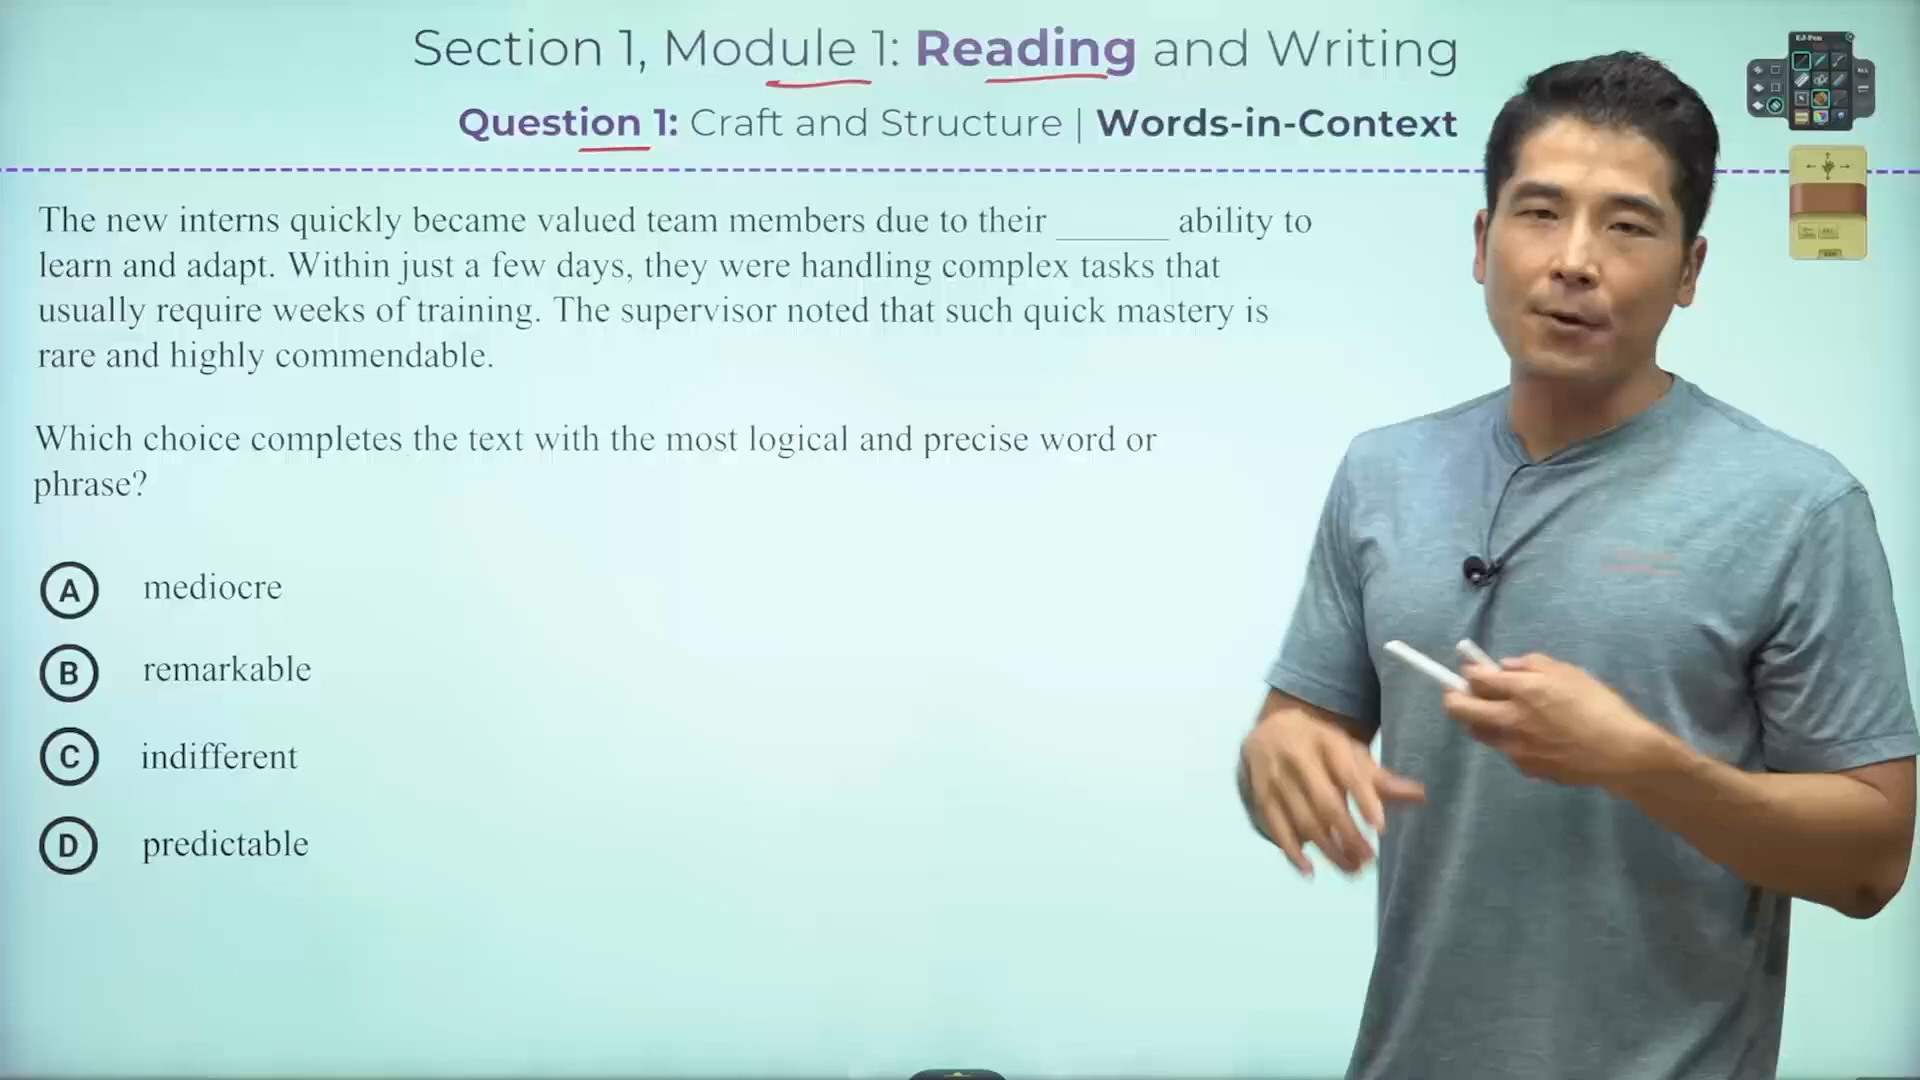 Section 1, Module 1: Reading and Writing
Question 1: Craft and Structure | Words-in-Context
The new interns quickly became valued team members due to their ________ ability to
learn and adapt. Within just a few days, they were handling complex tasks that
usually require weeks of training. The supervisor noted that such quick mastery is
rare and highly commendable.
Which choice completes the text with the most logical and precise word or
phrase?
A mediocre
B remarkable
C indifferent
D predictable